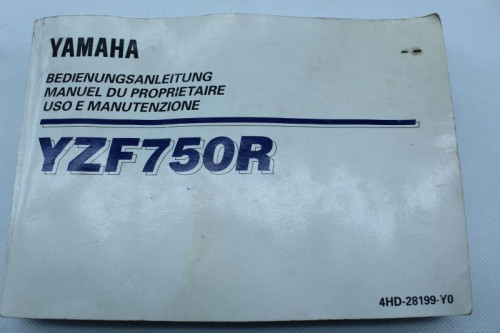 YAMAHA
BEDIENUNGSANLEITUNG
MANUEL DU PROPRIETAIRE
USO E MANUTENZIONE
YZF750R
4HD-28199-Y0